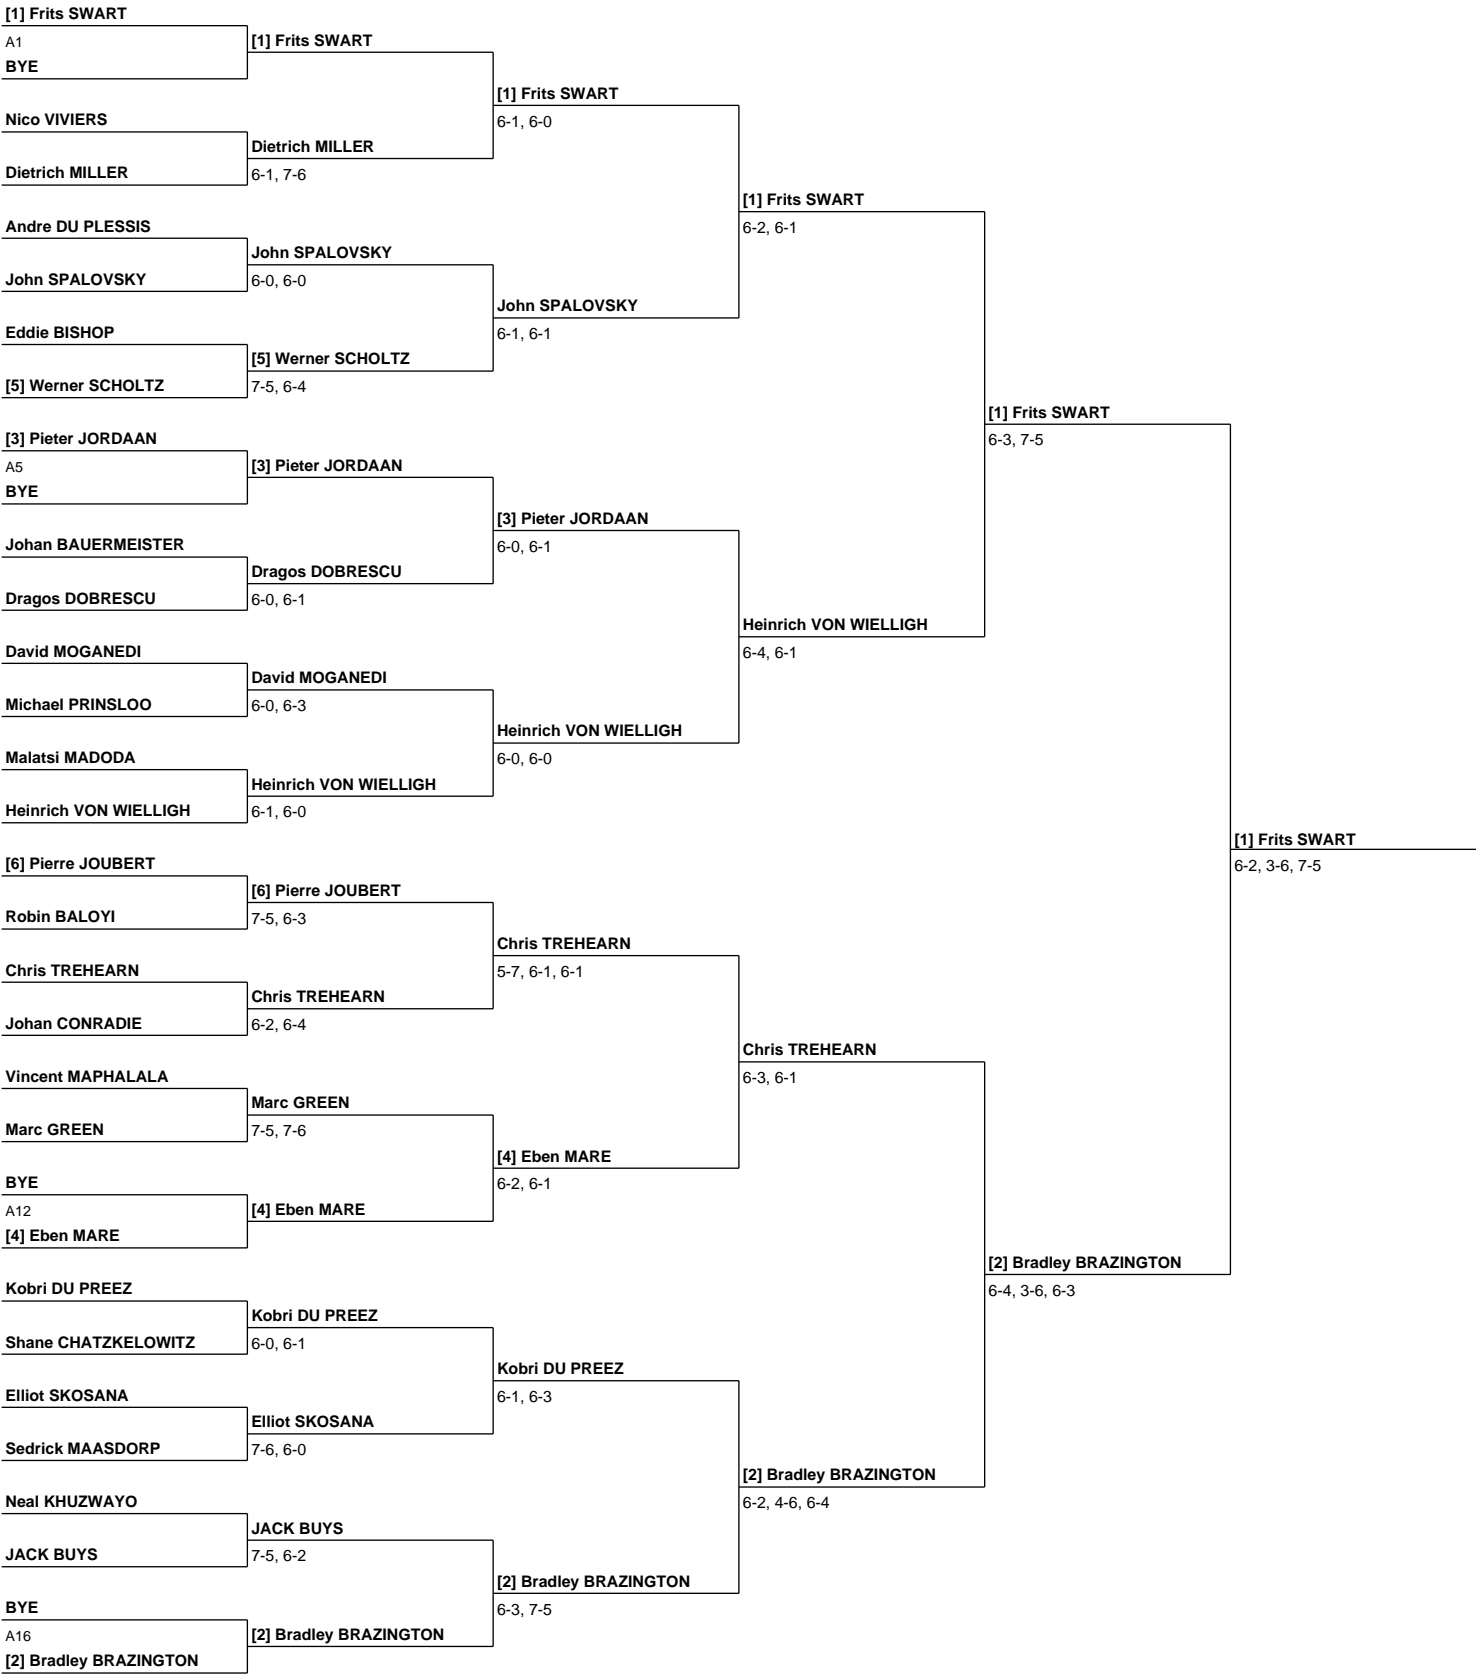 [1] Frits SWART
A1
BYE
Nico VIVIERS
Dietrich MILLER
Andre DU PLESSIS
John SPALOVSKY
Eddie BISHOP
[5] Werner SCHOLTZ
[3] Pieter JORDAAN
A5
BYE
Johan BAUERMEISTER
Dragos DOBRESCU
David MOGANEDI
Michael PRINSLOO
Malatsi MADODA
Heinrich VON WIELLIGH
[6] Pierre JOUBERT
Robin BALOYI
Chris TREHEARN
Johan CONRADIE
Vincent MAPHALALA
Marc GREEN
BYE
A12
[4] Eben MARE
Kobri DU PREEZ
Shane CHATZKELOWITZ
Elliot SKOSANA
Sedrick MAASDORP
Neal KHUZWAYO
JACK BUYS
BYE
A16
[2] Bradley BRAZINGTON
[1] Frits SWART
Dietrich MILLER
6-1, 7-6
John SPALOVSKY
6-0, 6-0
[5] Werner SCHOLTZ
7-5, 6-4
[3] Pieter JORDAAN
Dragos DOBRESCU
6-0, 6-1
David MOGANEDI
6-0, 6-3
Heinrich VON WIELLIGH
6-1, 6-0
[6] Pierre JOUBERT
7-5, 6-3
Chris TREHEARN
6-2, 6-4
Marc GREEN
7-5, 7-6
[4] Eben MARE
Kobri DU PREEZ
6-0, 6-1
Elliot SKOSANA
7-6, 6-0
JACK BUYS
7-5, 6-2
[2] Bradley BRAZINGTON
[1] Frits SWART
6-1, 6-0
John SPALOVSKY
6-1, 6-1
[3] Pieter JORDAAN
6-0, 6-1
Heinrich VON WIELLIGH
6-0, 6-0
Chris TREHEARN
5-7, 6-1, 6-1
[4] Eben MARE
6-2, 6-1
Kobri DU PREEZ
6-1, 6-3
[2] Bradley BRAZINGTON
6-3, 7-5
[1] Frits SWART
6-2, 6-1
Heinrich VON WIELLIGH
6-4, 6-1
Chris TREHEARN
6-3, 6-1
[2] Bradley BRAZINGTON
6-2, 4-6, 6-4
[1] Frits SWART
6-3, 7-5
[2] Bradley BRAZINGTON
6-4, 3-6, 6-3
[1] Frits SWART
6-2, 3-6, 7-5